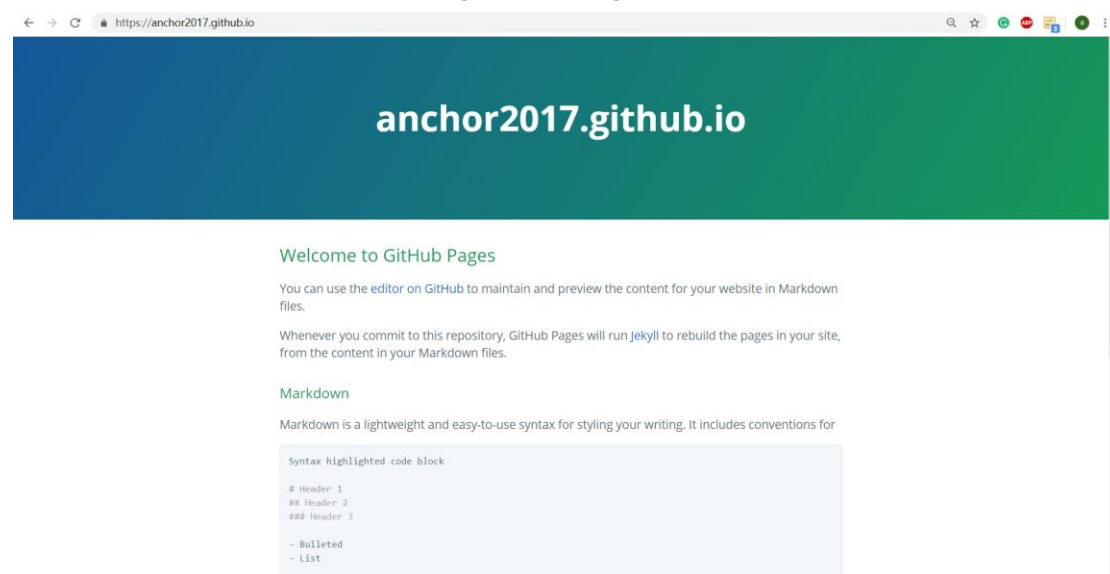 https://anchor2017.github.io
anchor2017.github.io
Welcome to GitHub Pages
You can use the editor on GitHub to maintain and preview the content for your website in Markdown
files.
Whenever you commit to this repository, GitHub Pages will run Jekyll to rebuild the pages in your site,
from the content in your Markdown files.
Markdown
Markdown is a lightweight and easy-to-use syntax for styling your writing. It includes conventions for
Syntax highlighted code block
# Header 1
## Header 2
### Header 3
- Bulleted
- List